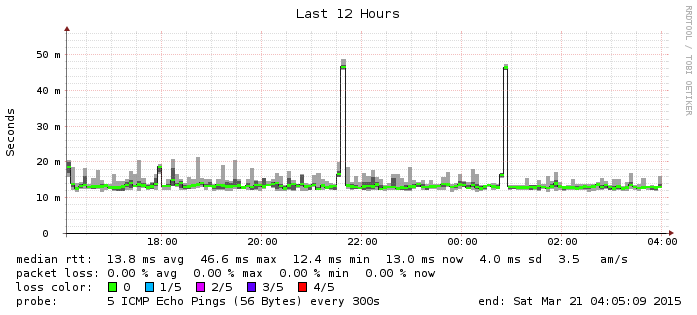 Last 12 Hours
RRDTOOL / TOBI OETIKER
Seconds
50 m
40 m
30 m
20 m
10 m
0
18:00 20:00 22:00 00:00 02:00 04:00
median rtt: 13.8 ms avg 46.6 ms max 12.4 ms min 13.0 ms now 4.0 ms sd 3.5 am/s
packet loss: 0.00 % avg 0.00 % max 0.00 % min 0.00 % now
loss color: 0 1/5 2/5 3/5 4/5
probe: 5 ICMP Echo Pings (56 Bytes) every 300s end: Sat Mar 21 04:05:09 2015